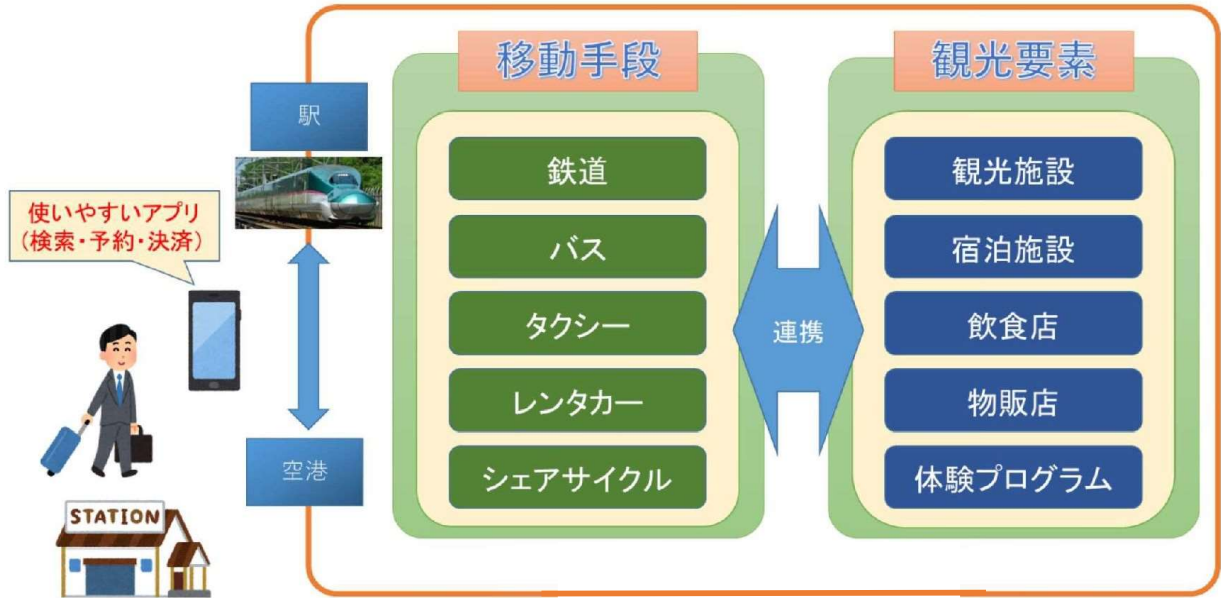 移動手段
観光要素
駅
鉄道
バス
タクシー
レンタカー
シェアサイクル
連携
観光施設
宿泊施設
飲食店
物販店
体験プログラム
使いやすいアプリ
(検索・予約・決済)
空港
STATION